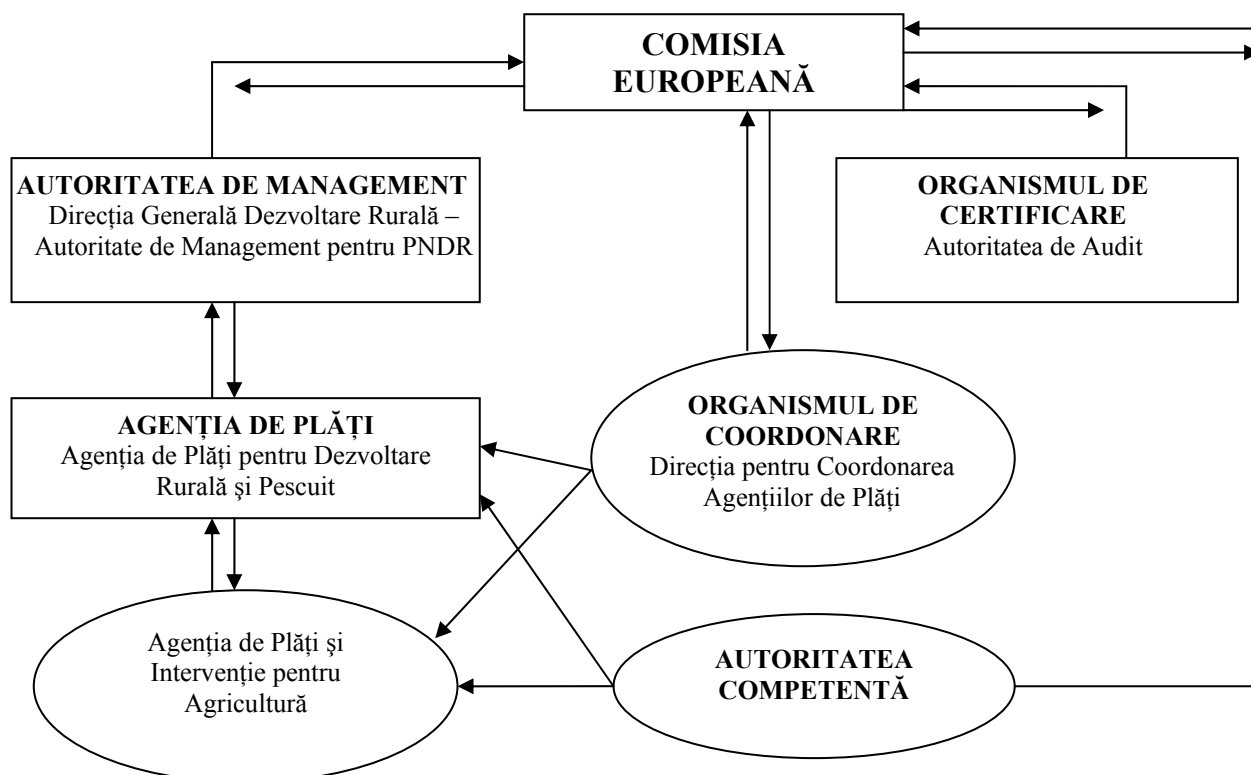 COMISIA
EUROPEANĂ
AUTORITATEA DE MANAGEMENT
Direcția Generală Dezvoltare Rurală –
Autoritate de Management pentru PNDR
ORGANISMUL DE
CERTIFICARE
Autoritatea de Audit
AGENȚIA DE PLĂȚI
Agenția de Plăți pentru Dezvoltare
Rurală şi Pescuit
ORGANISMUL DE
COORDONARE
Direcția pentru Coordonarea
Agențiilor de Plăți
Agenția de Plăți şi
Intervenție pentru
Agricultură
AUTORITATEA
COMPETENTĂ